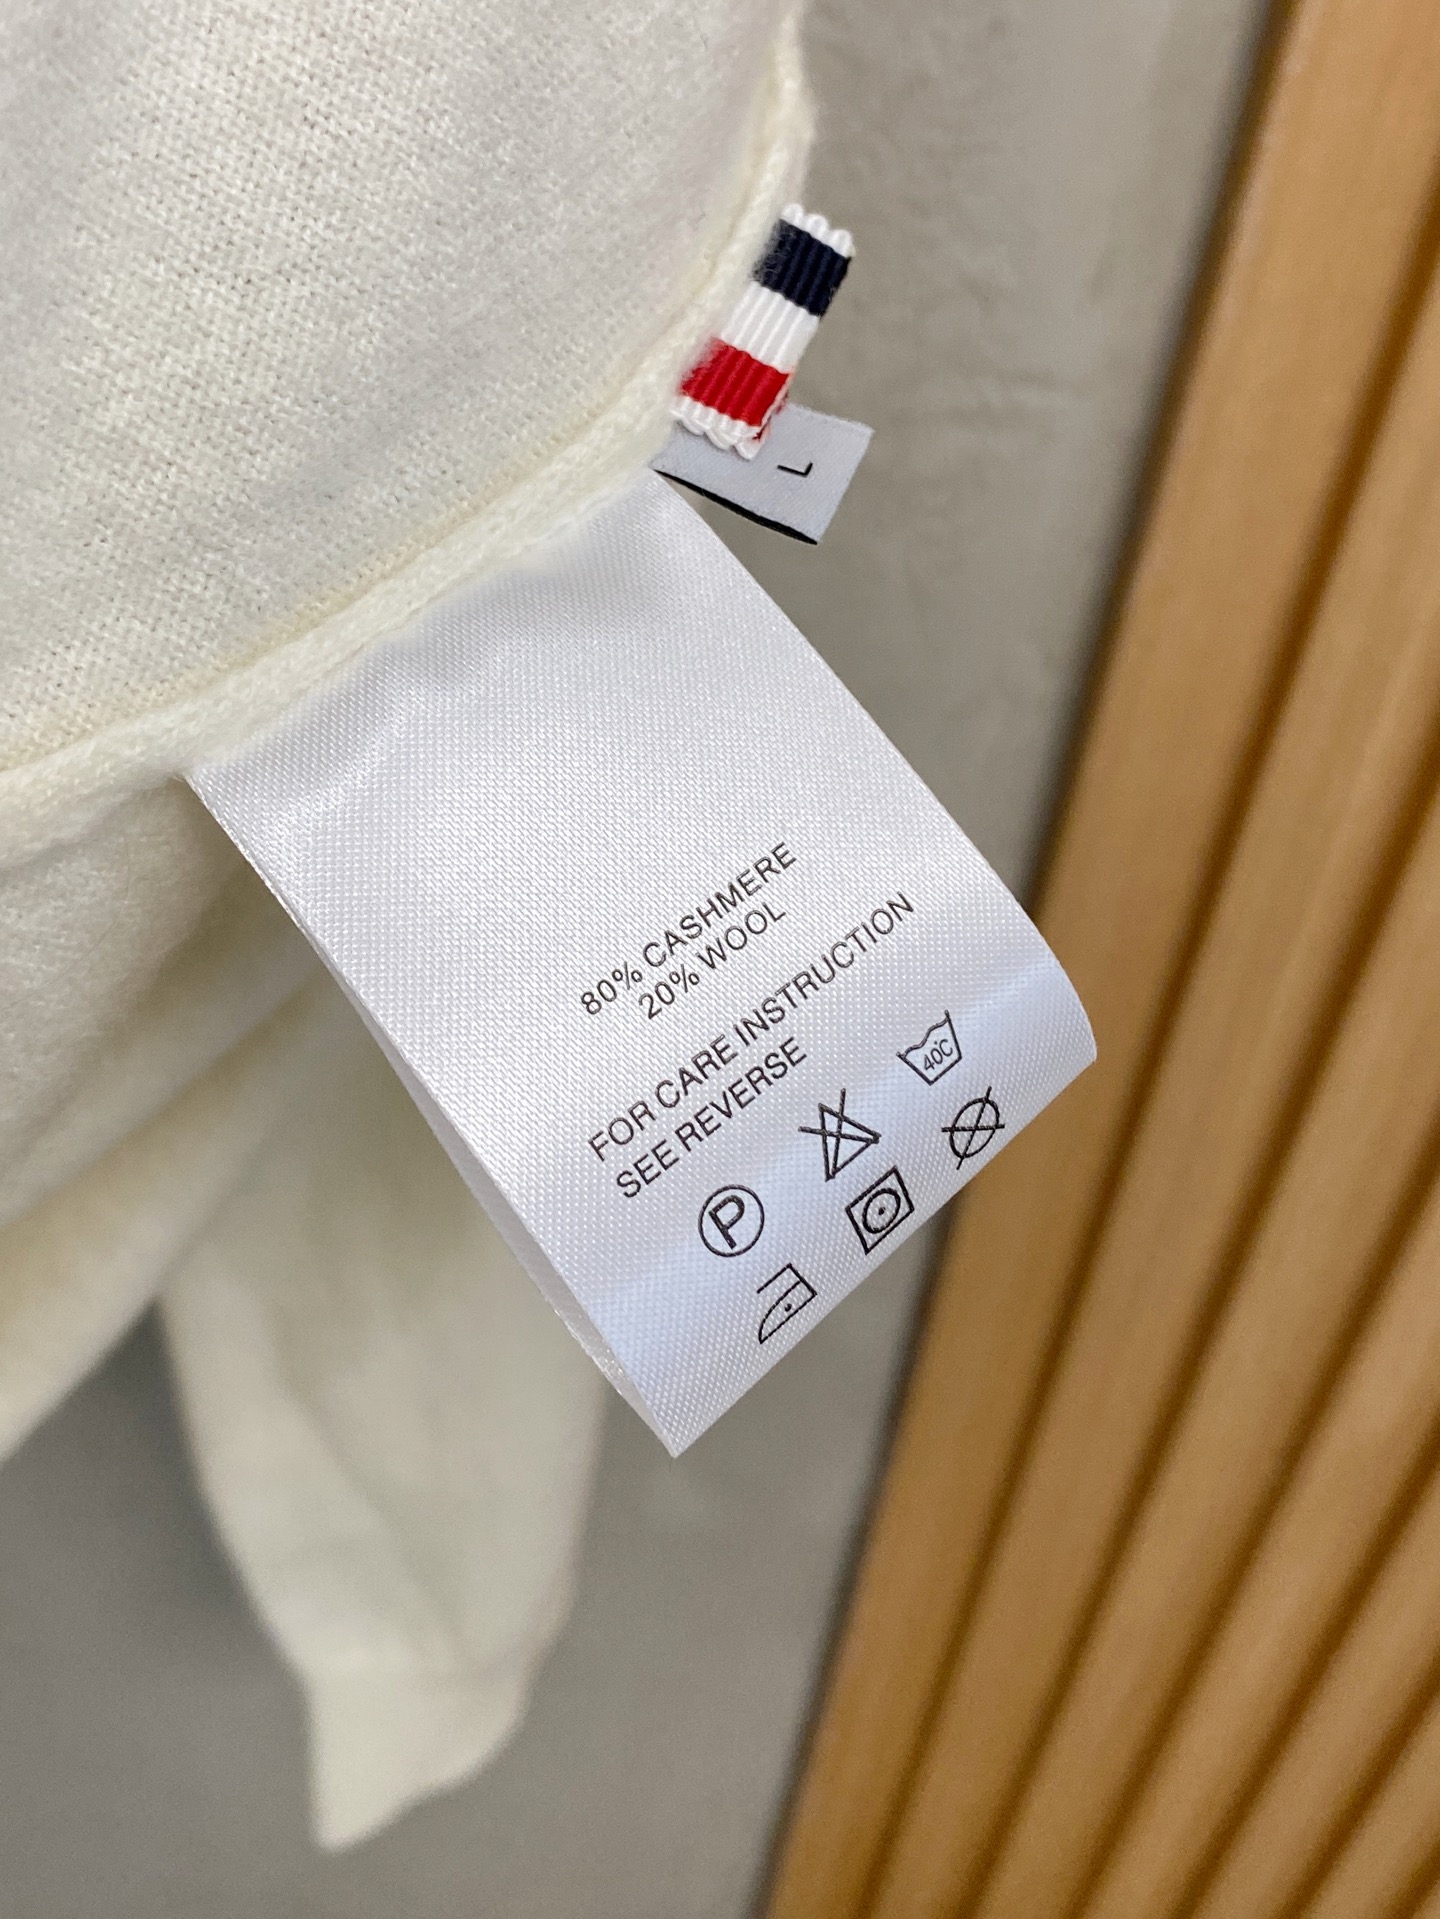 L
80% CASHMERE
20% WOOL
FOR CARE INSTRUCTION
SEE REVERSE
40°C
P